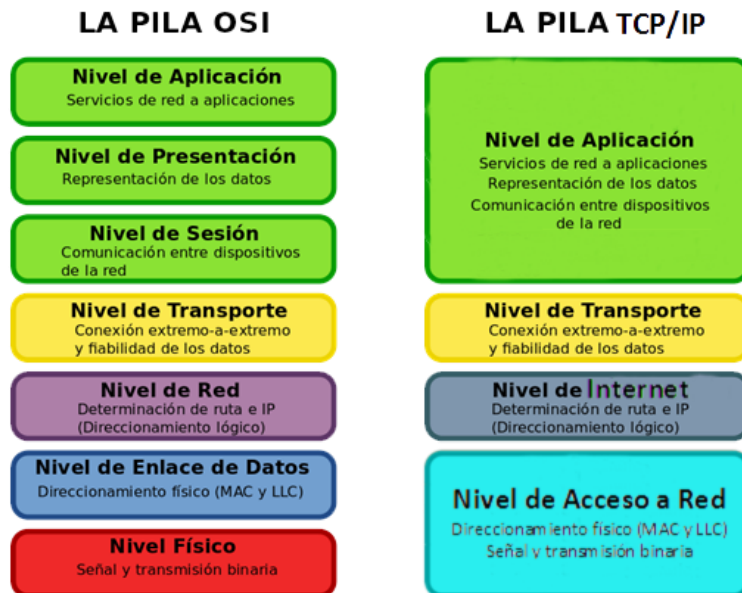 LA PILA OSI
Nivel de Aplicación
Servicios de red a aplicaciones
Nivel de Presentación
Representación de los datos
Nivel de Sesión
Comunicación entre dispositivos
de la red
Nivel de Transporte
Conexión extremo-a-extremo
y fiabilidad de los datos
Nivel de Red
Determinación de ruta e IP
(Direccionamiento lógico)
Nivel de Enlace de Datos
Direccionamiento físico (MAC y LLC)
Nivel Físico
Señal y transmisión binaria
LA PILA TCP/IP
Nivel de Aplicación
Servicios de red a aplicaciones
Representación de los datos
Comunicación entre dispositivos
de la red
Nivel de Transporte
Conexión extremo-a-extremo
y fiabilidad de los datos
Nivel de Internet
Determinación de ruta e IP
(Direccionamiento lógico)
Nivel de Acceso a Red
Direccionamiento físico (MAC y LLC)
Señal y transmisión binaria